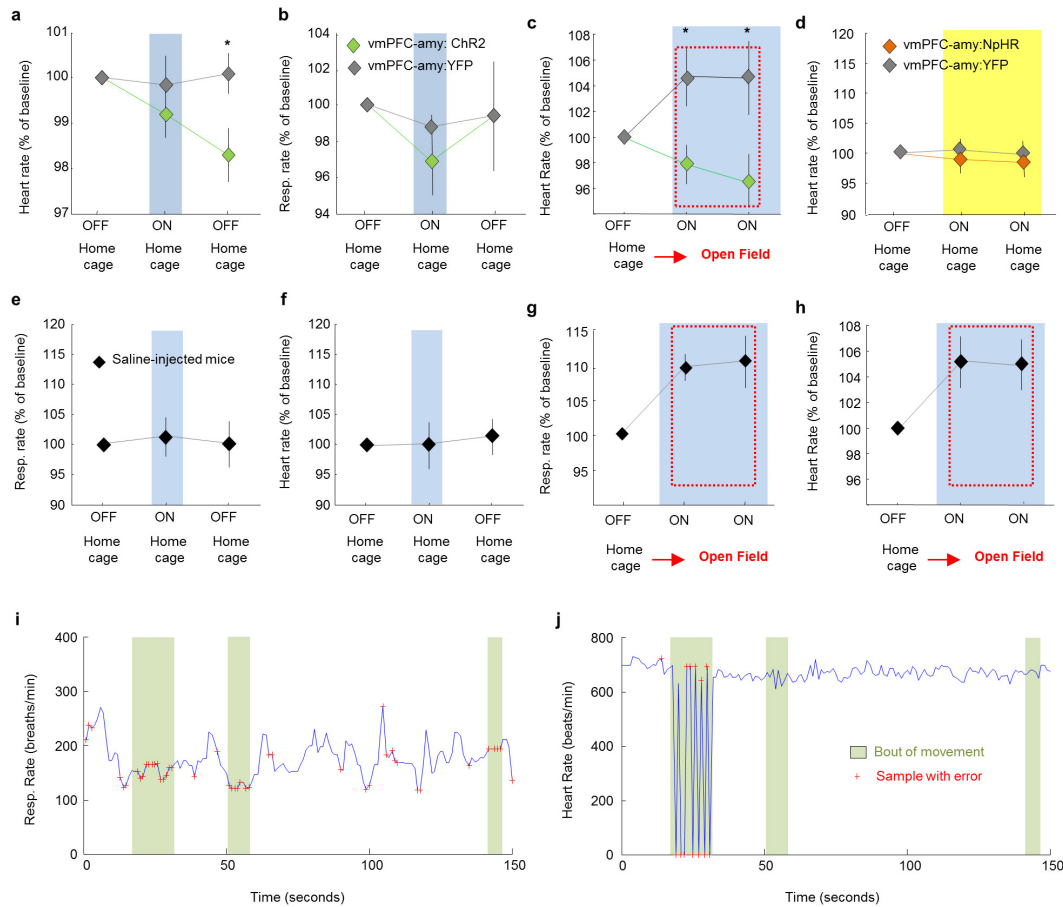 a
Heart rate (% of baseline)
101
100
99
98
97
*
OFF
ON
OFF
Home cage
Home cage
Home cage
b
Resp. rate (% of baseline)
104
102
100
98
96
94
vmPFC-amy: ChR2
vmPFC-amy:YFP
OFF
ON
OFF
Home cage
Home cage
Home cage
c
Heart Rate (% of baseline)
106
104
102
100
98
96
*
*
OFF
ON
ON
Home cage
Open Field
d
Heart rate (% of baseline)
120
115
110
105
100
95
90
vmPFC-amy:NpHR
vmPFC-amy:YFP
OFF
ON
ON
Home cage
Home cage
Home cage
e
Resp. rate (% of baseline)
120
115
110
105
100
95
90
Saline-injected mice
OFF
ON
OFF
Home cage
Home cage
Home cage
f
Heart rate (% of baseline)
120
115
110
105
100
95
90
OFF
ON
OFF
Home cage
Home cage
Home cage
g
Resp. rate (% of baseline)
115
110
105
100
95
OFF
ON
ON
Home cage
Open Field
h
Heart Rate (% of baseline)
108
106
104
102
100
98
96
OFF
ON
ON
Home cage
Open Field
i
Resp. Rate (breaths/min)
400
300
200
100
0
0
50
100
150
Time (seconds)
j
Heart Rate (beats/min)
800
600
400
200
0
Bout of movement
Sample with error
0
50
100
150
Time (seconds)